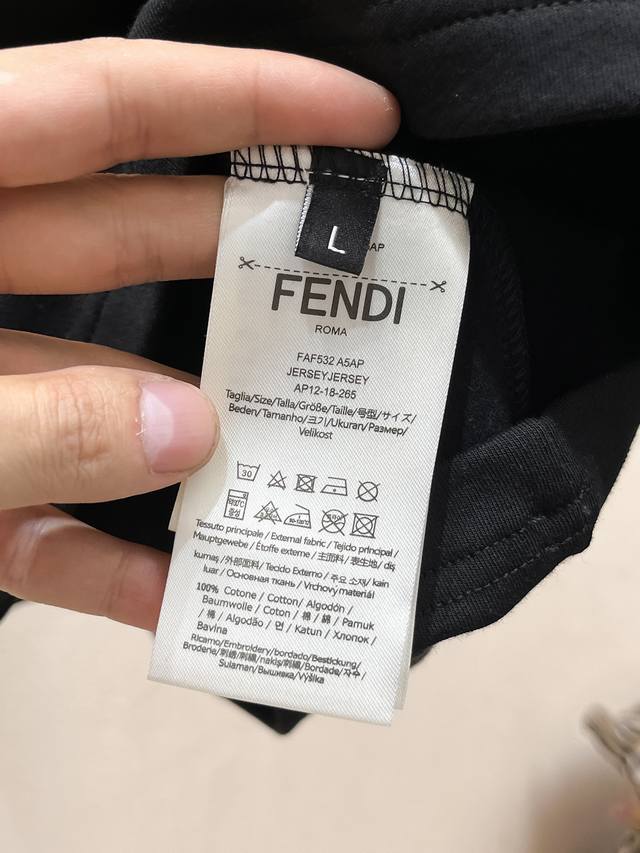 L
AP
FENDI
ROMA
FAF532 A5AP
JERSEYJERSEY
AP12-18-265
Taglia/Size/Talla/Größe/Taille/号型/サイズ/
Beden/Tamanho/크기/Ukuran/Размер/
Velikost
30
Tessuto principale / External fabric / Tejido principal /
Hauptgewebe / Étoffe externe / 主面料 / 表生地 / dış
kumaş / 外部面料 / Tecido Externo / 주요 소재 / kain
luar / Основная ткань / Vrchový materiál
100% Cotone / Cotton/ Algodón /
Baumwolle / Coton / 棉 / 綿 / Pamuk
/ 棉 / Algodão / 면 / Katun / Хлопок /
Bavlna
Ricamo/Embroidery/bordado/Bestickung/
Broderie/刺绣/刺繍/nakış/刺繡/Bordade/자수/
Sulaman/Вышивка/Výšika